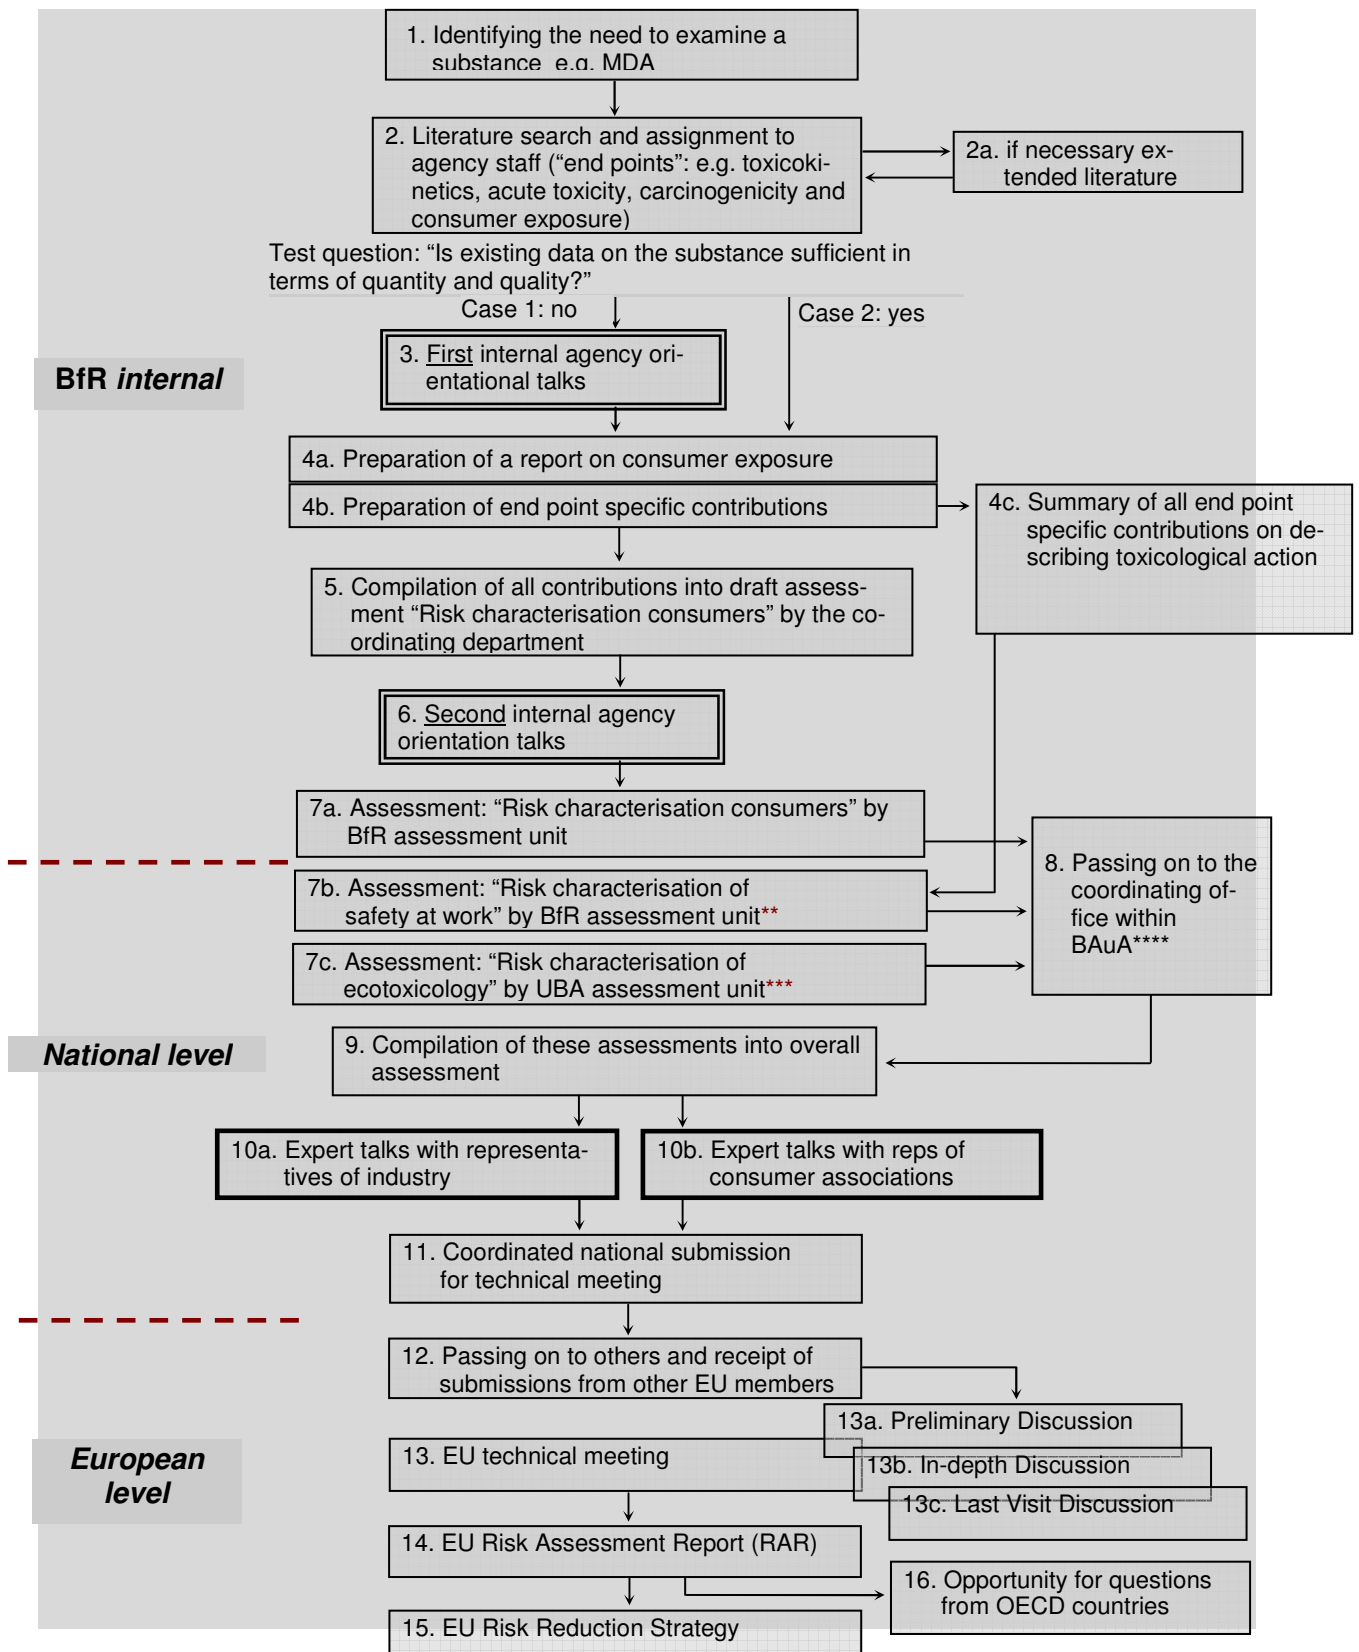 1. Identifying the need to examine a
substance e.g. MDA
2. Literature search and assignment to
agency staff (“end points”: e.g. toxicoki-
netics, acute toxicity, carcinogenicity and
consumer exposure)
2a. if necessary ex-
tended literature
Test question: “Is existing data on the substance sufficient in
terms of quantity and quality?”
Case 1: no
Case 2: yes
3. First internal agency ori-
entational talks
BfR internal
4a. Preparation of a report on consumer exposure
4b. Preparation of end point specific contributions
4c. Summary of all end point
specific contributions on de-
scribing toxicological action
5. Compilation of all contributions into draft assess-
ment “Risk characterisation consumers” by the co-
ordinating department
6. Second internal agency
orientation talks
7a. Assessment: “Risk characterisation consumers” by
BfR assessment unit
7b. Assessment: “Risk characterisation of
safety at work” by BfR assessment unit**
7c. Assessment: “Risk characterisation of
ecotoxicology” by UBA assessment unit***
8. Passing on to the
coordinating of-
fice within
BAuA****
National level
9. Compilation of these assessments into overall
assessment
10a. Expert talks with representa-
tives of industry
10b. Expert talks with reps of
consumer associations
11. Coordinated national submission
for technical meeting
12. Passing on to others and receipt of
submissions from other EU members
European
level
13. EU technical meeting
13a. Preliminary Discussion
13b. In-depth Discussion
13c. Last Visit Discussion
14. EU Risk Assessment Report (RAR)
16. Opportunity for questions
from OECD countries
15. EU Risk Reduction Strategy